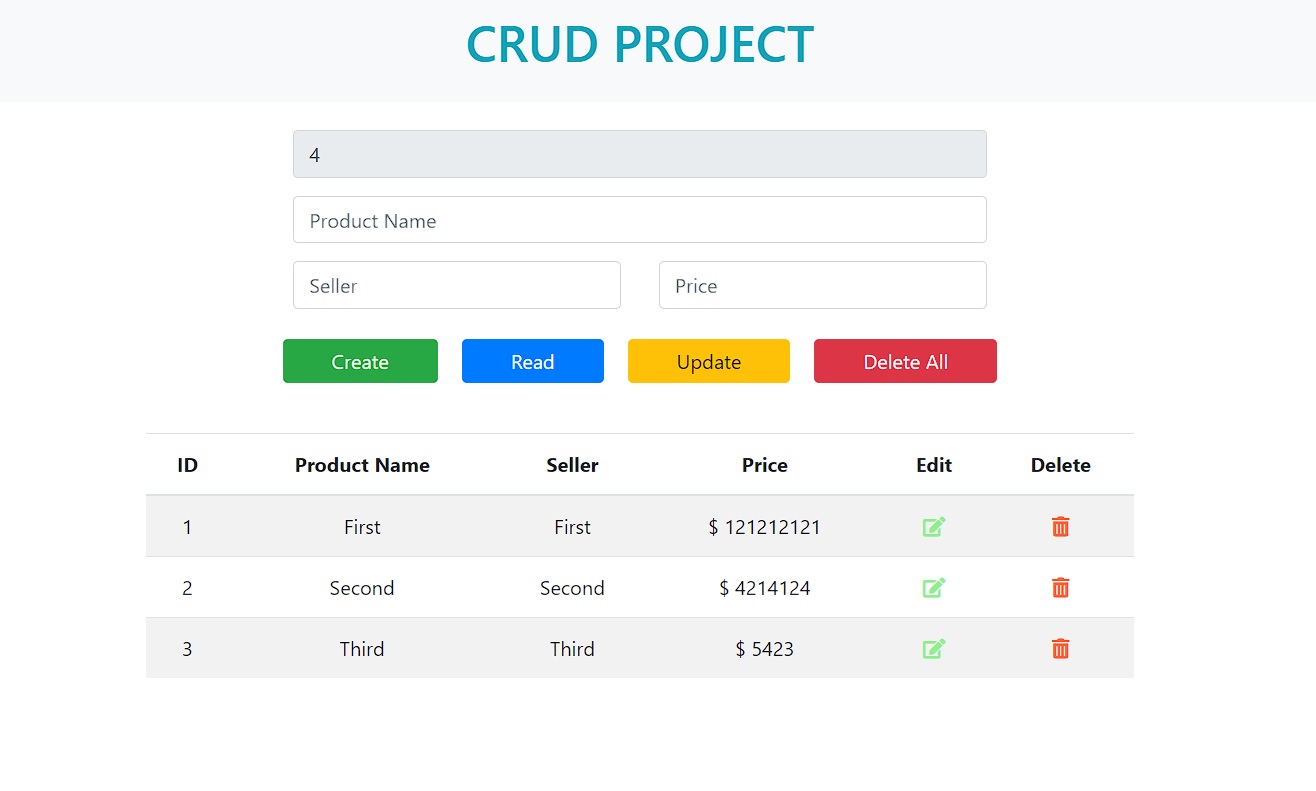 CRUD PROJECT
4
Product Name
Seller Price
Create Read Update Delete All
ID Product Name Seller Price Edit Delete
1 First First $ 121212121
2 Second Second $ 4214124
3 Third Third $ 5423